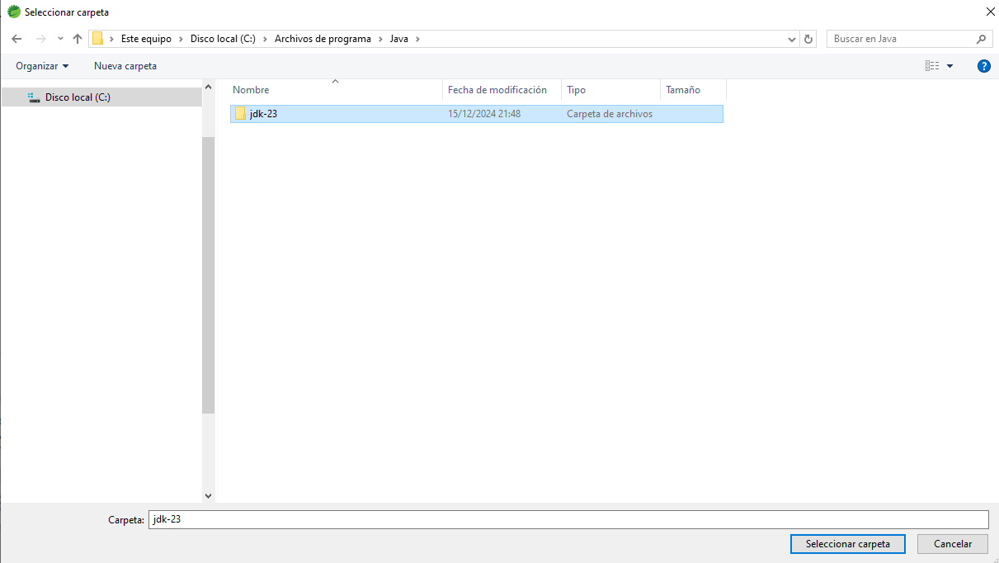 Seleccionar carpeta
Este equipo > Disco local (C:) > Archivos de programa > Java >
Buscar en Java
Organizar
Nueva carpeta
?
Disco local (C:)
Nombre Fecha de modificación Tipo Tamaño
jdk-23 15/12/2024 21:48 Carpeta de archivos
Carpeta: jdk-23
Seleccionar carpeta Cancelar